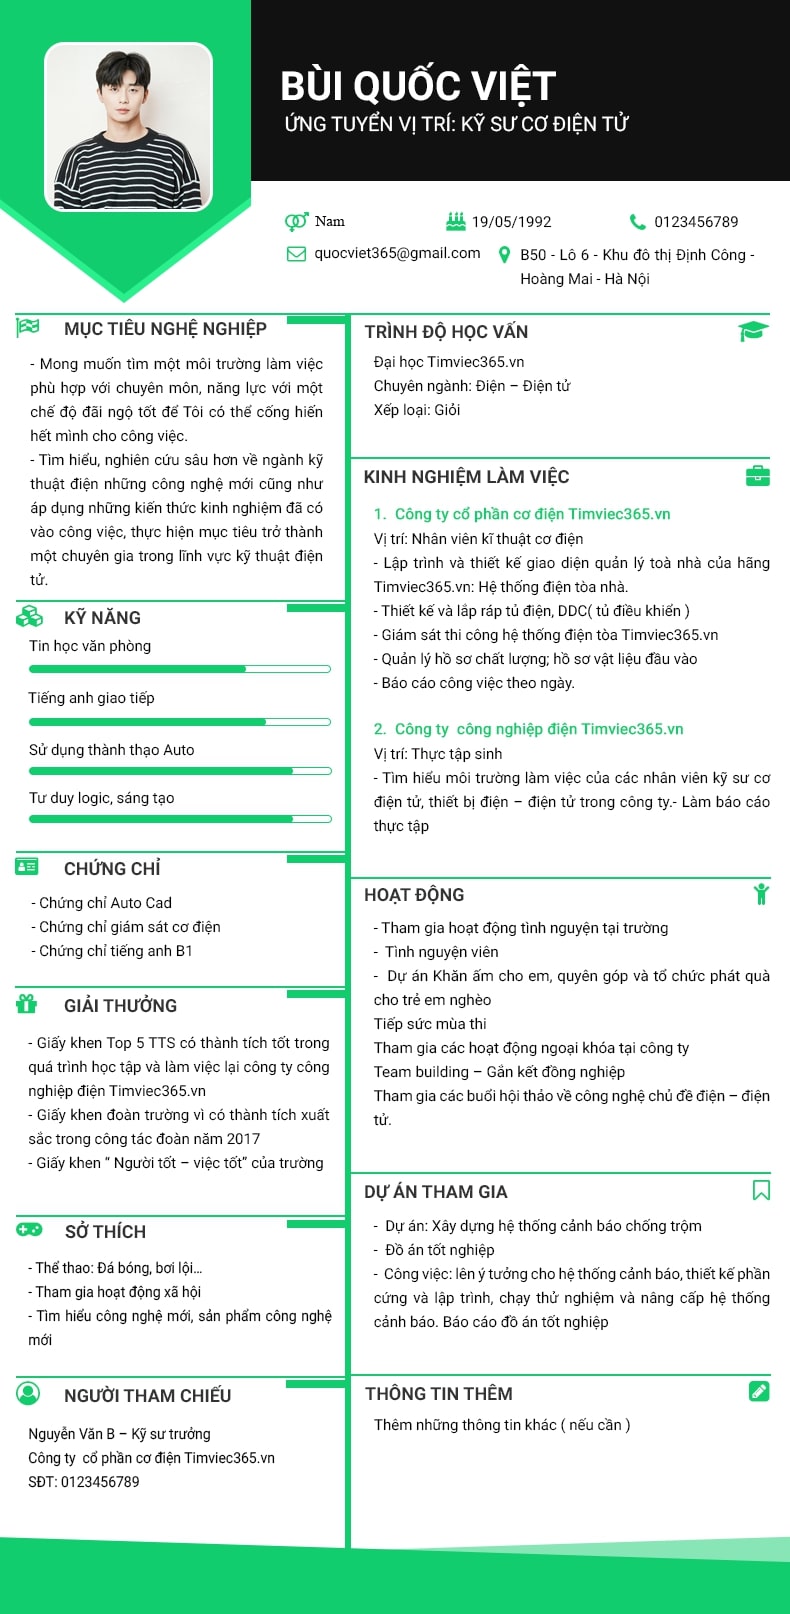 BÙI QUỐC VIỆT
ỨNG TUYỂN VỊ TRÍ: KỸ SƯ CƠ ĐIỆN TỬ
Nam
19/05/1992
0123456789
quocviet365@gmail.com
B50 - Lô 6 - Khu đô thị Định Công -
Hoàng Mai - Hà Nội
MỤC TIÊU NGHỆ NGHIỆP
- Mong muốn tìm một môi trường làm việc
phù hợp với chuyên môn, năng lực với một
chế độ đãi ngộ tốt để Tôi có thể cống hiến
hết mình cho công việc.
- Tìm hiểu, nghiên cứu sâu hơn về ngành kỹ
thuật điện những công nghệ mới cũng như
áp dụng những kiến thức kinh nghiệm đã có
vào công việc, thực hiện mục tiêu trở thành
một chuyên gia trong lĩnh vực kỹ thuật điện
tử.
KỸ NĂNG
Tin học văn phòng
Tiếng anh giao tiếp
Sử dụng thành thạo Auto
Tư duy logic, sáng tạo
CHỨNG CHỈ
- Chứng chỉ Auto Cad
- Chứng chỉ giám sát cơ điện
- Chứng chỉ tiếng anh B1
GIẢI THƯỞNG
- Giấy khen Top 5 TTS có thành tích tốt trong
quá trình học tập và làm việc lại công ty công
nghiệp điện Timviec365.vn
- Giấy khen đoàn trường vì có thành tích xuất
sắc trong công tác đoàn năm 2017
- Giấy khen “ Người tốt – việc tốt” của trường
SỞ THÍCH
- Thể thao: Đá bóng, bơi lội...
- Tham gia hoạt động xã hội
- Tìm hiểu công nghệ mới, sản phẩm công nghệ
mới
NGƯỜI THAM CHIẾU
Nguyễn Văn B – Kỹ sư trưởng
Công ty  cổ phần cơ điện Timviec365.vn
SĐT: 0123456789
TRÌNH ĐỘ HỌC VẤN
Đại học Timviec365.vn
Chuyên ngành: Điện – Điện tử
Xếp loại: Giỏi
KINH NGHIỆM LÀM VIỆC
1.  Công ty cổ phần cơ điện Timviec365.vn
Vị trí: Nhân viên kĩ thuật cơ điện
- Lập trình và thiết kế giao diện quản lý toà nhà của hãng
Timviec365.vn: Hệ thống điện tòa nhà.
- Thiết kế và lắp ráp tủ điện, DDC( tủ điều khiển )
- Giám sát thi công hệ thống điện tòa Timviec365.vn
- Quản lý hồ sơ chất lượng; hồ sơ vật liệu đầu vào
- Báo cáo công việc theo ngày.
2.  Công ty  công nghiệp điện Timviec365.vn
Vị trí: Thực tập sinh
- Tìm hiểu môi trường làm việc của các nhân viên kỹ sư cơ
điện tử, thiết bị điện – điện tử trong công ty.- Làm báo cáo
thực tập
HOẠT ĐỘNG
- Tham gia hoạt động tình nguyện tại trường
-  Tình nguyện viên
-  Dự án Khăn ấm cho em, quyên góp và tổ chức phát quà
cho trẻ em nghèo
Tiếp sức mùa thi
Tham gia các hoạt động ngoại khóa tại công ty
Team building – Gắn kết đồng nghiệp
Tham gia các buổi hội thảo về công nghệ chủ đề điện – điện
tử.
DỰ ÁN THAM GIA
-  Dự án: Xây dựng hệ thống cảnh báo chống trộm
-  Đồ án tốt nghiệp
-  Công việc: lên ý tưởng cho hệ thống cảnh báo, thiết kế phần
cứng và lập trình, chạy thử nghiệm và nâng cấp hệ thống
cảnh báo. Báo cáo đồ án tốt nghiệp
THÔNG TIN THÊM
Thêm những thông tin khác ( nếu cần )